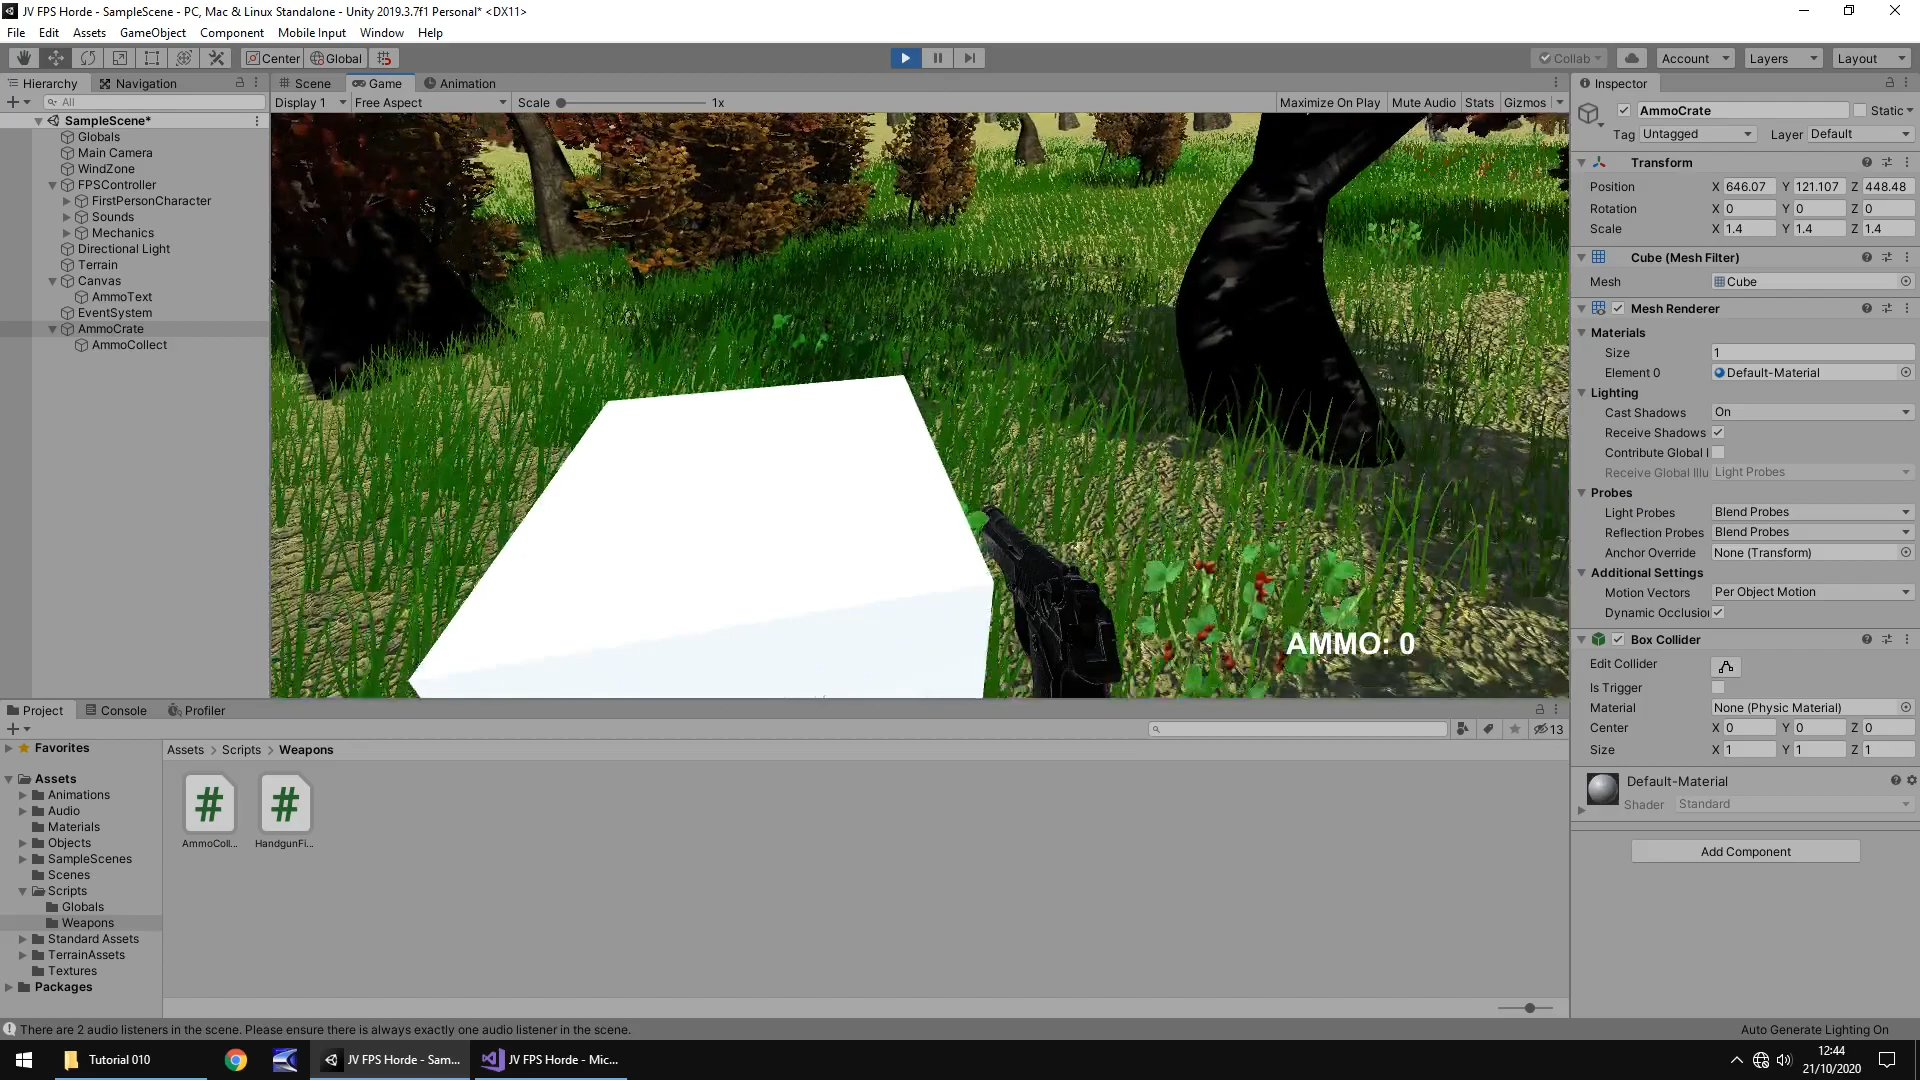 JV FPS Horde - SampleScene - PC, Mac & Linux Standalone - Unity 2019.3.7f1 Personal* <DX11>
File Edit Assets GameObject Component Mobile Input Window Help
Center Global Collab Account Layers Layout
Hierarchy Navigation Scene Game Animation Inspector
All Display 1 Free Aspect Scale 1x Maximize On Play Mute Audio Stats Gizmos
SampleScene*
Globals
Main Camera
WindZone
FPSController
FirstPersonCharacter
Sounds
Mechanics
Directional Light
Terrain
Canvas
AmmoText
EventSystem
AmmoCrate
AmmoCollect
AMMO: 0
AmmoCrate Static
Tag Untagged Layer Default
Transform
Position X 646.07 Y 121.107 Z 448.48
Rotation X 0 Y 0 Z 0
Scale X 1.4 Y 1.4 Z 1.4
Cube (Mesh Filter)
Mesh Cube
Mesh Renderer
Materials
Size 1
Element 0 Default-Material
Lighting
Cast Shadows On
Receive Shadows
Contribute Global I
Receive Global Illu Light Probes
Probes
Light Probes Blend Probes
Reflection Probes Blend Probes
Anchor Override None (Transform)
Additional Settings
Motion Vectors Per Object Motion
Dynamic Occlusion
Box Collider
Edit Collider
Is Trigger
Material None (Physic Material)
Center X 0 Y 0 Z 0
Size X 1 Y 1 Z 1
Default-Material
Shader Standard
Add Component
Project Console Profiler
13
Favorites
Assets
Animations
Audio
Materials
Objects
SampleScenes
Scenes
Scripts
Globals
Weapons
Standard Assets
TerrainAssets
Textures
Packages
Assets > Scripts > Weapons
# #
AmmoColl... HandgunFi...
There are 2 audio listeners in the scene. Please ensure there is always exactly one audio listener in the scene.
Auto Generate Lighting On
Tutorial 010 JV FPS Horde - Sam... JV FPS Horde - Mic...
12:44
21/10/2020